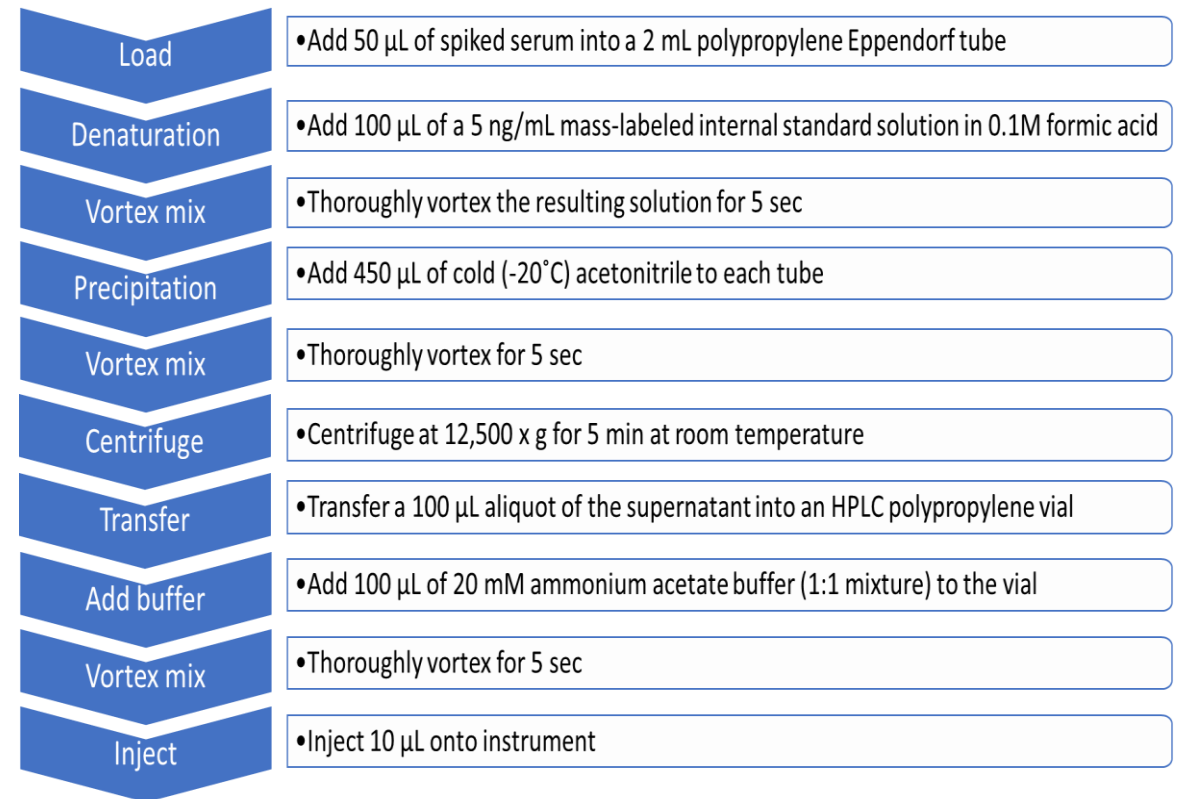 Load
•Add 50 µL of spiked serum into a 2 mL polypropylene Eppendorf tube
Denaturation
•Add 100 µL of a 5 ng/mL mass-labeled internal standard solution in 0.1M formic acid
Vortex mix
•Thoroughly vortex the resulting solution for 5 sec
Precipitation
•Add 450 µL of cold (-20˚C) acetonitrile to each tube
Vortex mix
•Thoroughly vortex for 5 sec
Centrifuge
•Centrifuge at 12,500 x g for 5 min at room temperature
Transfer
•Transfer a 100 µL aliquot of the supernatant into an HPLC polypropylene vial
Add buffer
•Add 100 µL of 20 mM ammonium acetate buffer (1:1 mixture) to the vial
Vortex mix
•Thoroughly vortex for 5 sec
Inject
•Inject 10 µL onto instrument